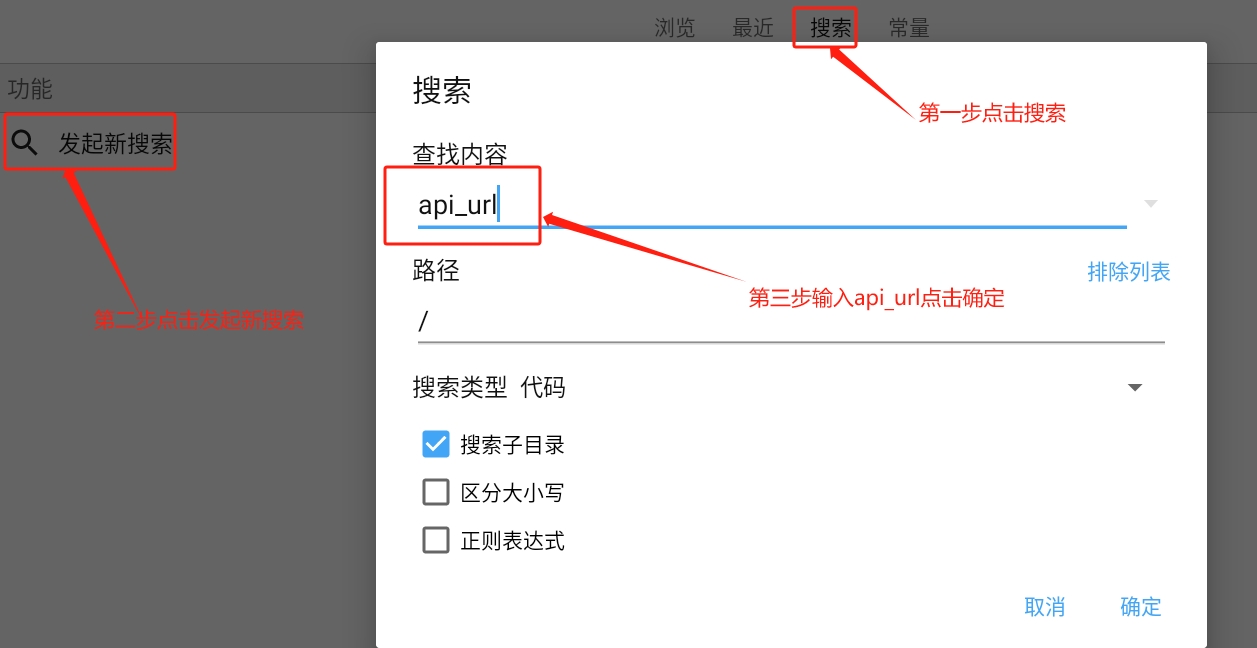 浏览 最近 搜索 常量
功能
发起新搜索
第二步点击发起新搜索
第一步点击搜索
搜索
查找内容
api_url
第三步输入api_url点击确定
路径
排除列表
/
搜索类型 代码
搜索子目录
区分大小写
正则表达式
取消 确定